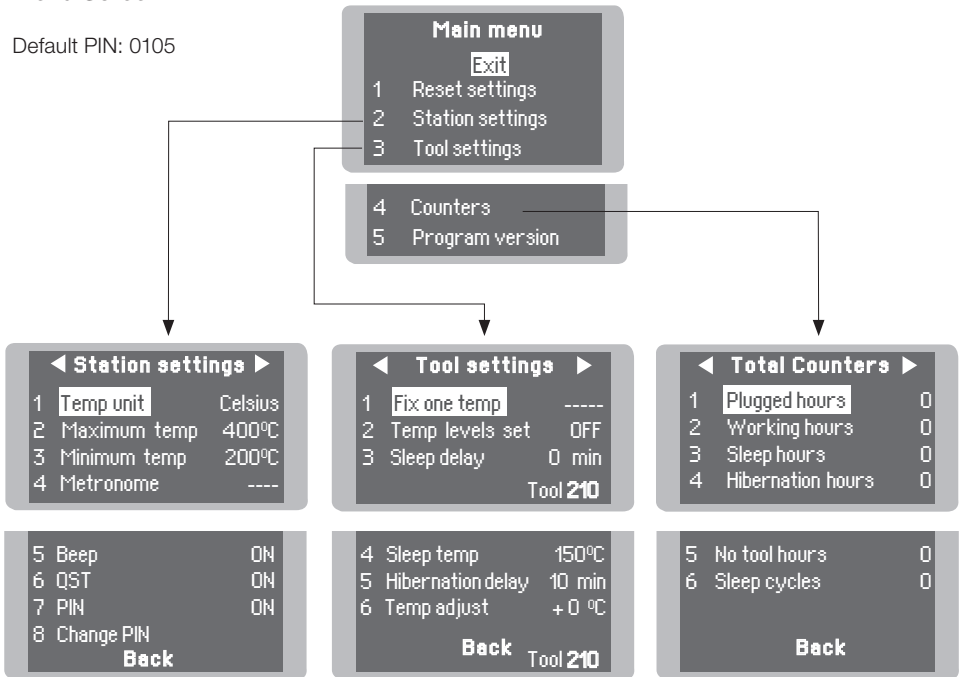 Default PIN: 0105
Main menu
Exit
1 Reset settings
2 Station settings
3 Tool settings
4 Counters
5 Program version
◀ Station settings ▶
1 Temp unit Celsius
2 Maximum temp 400ºC
3 Minimum temp 200ºC
4 Metronome ----
5 Beep ON
6 QST ON
7 PIN ON
8 Change PIN
Back
◀ Tool settings ▶
1 Fix one temp -----
2 Temp levels set OFF
3 Sleep delay 0 min
Tool 210
4 Sleep temp 150ºC
5 Hibernation delay 10 min
6 Temp adjust +0 ºC
Back
Tool 210
◀ Total Counters ▶
1 Plugged hours 0
2 Working hours 0
3 Sleep hours 0
4 Hibernation hours 0
5 No tool hours 0
6 Sleep cycles 0
Back